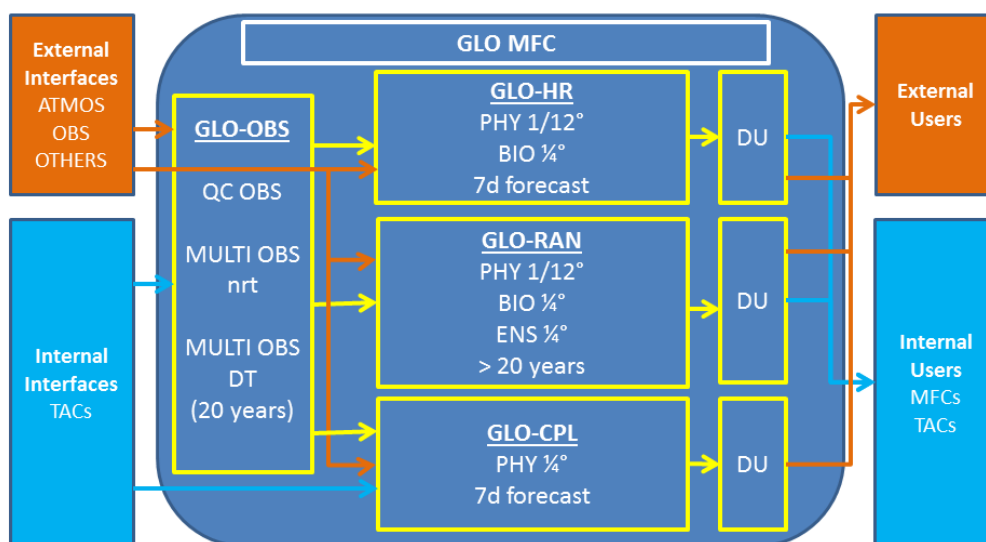 GLO MFC
External
Interfaces
ATMOS
OBS
OTHERS
Internal
Interfaces
TACs
GLO-OBS
QC OBS
MULTI OBS
nrt
MULTI OBS
DT
(20 years)
GLO-HR
PHY 1/12°
BIO ¼°
7d forecast
DU
GLO-RAN
PHY 1/12°
BIO ¼°
ENS ¼°
> 20 years
DU
GLO-CPL
PHY ¼°
7d forecast
DU
External
Users
Internal
Users
MFCs
TACs